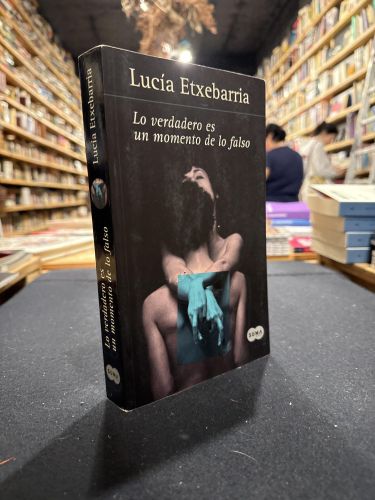 Lucía Etxebarria
Lo verdadero es
un momento de lo falso
SUMA
Lucía Etxebarria
Lo verdadero es
un momento de lo falso